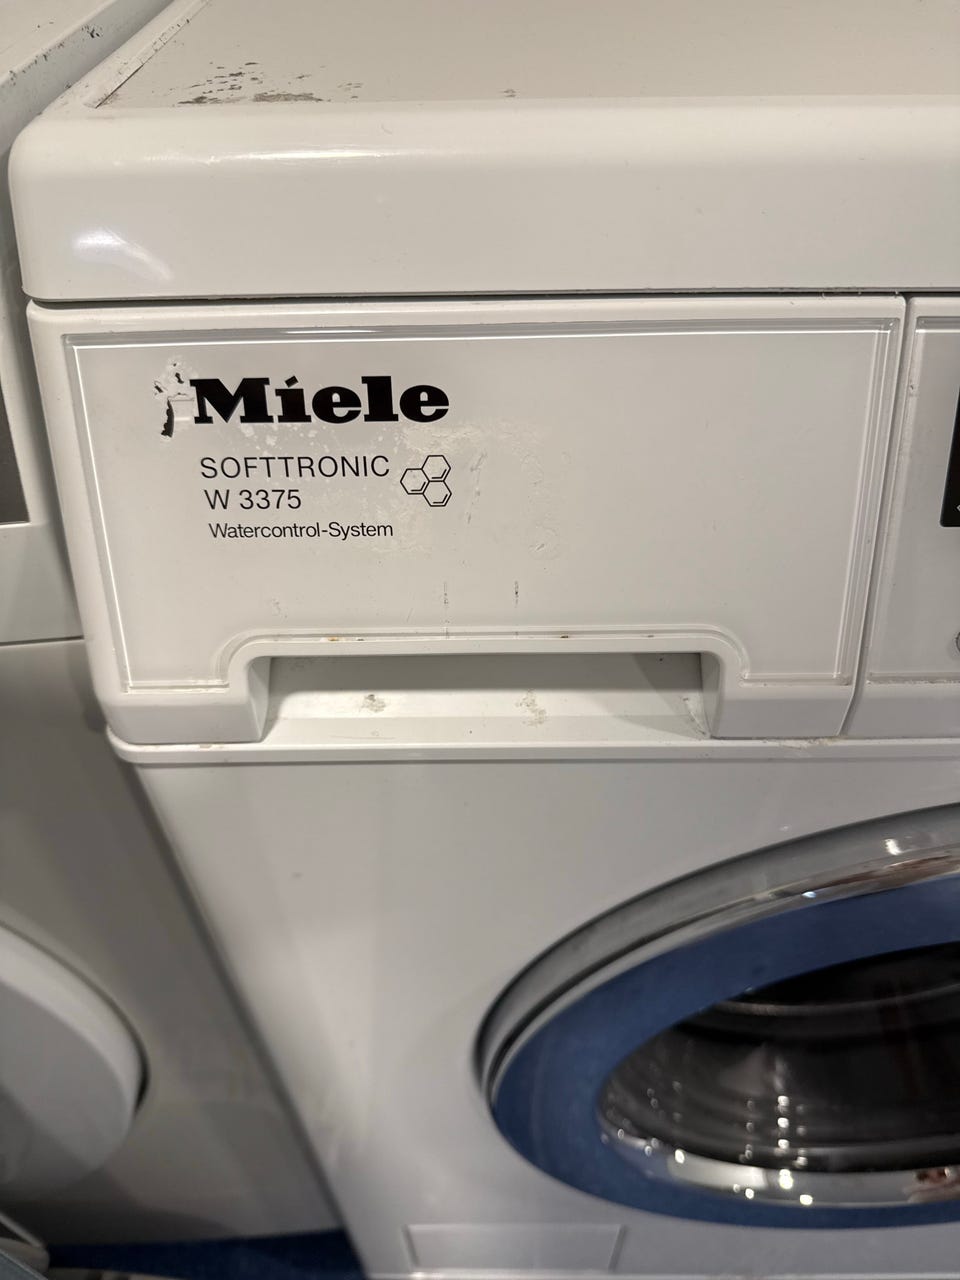 Miele
SOFTTRONIC
W 3375
Watercontrol-System